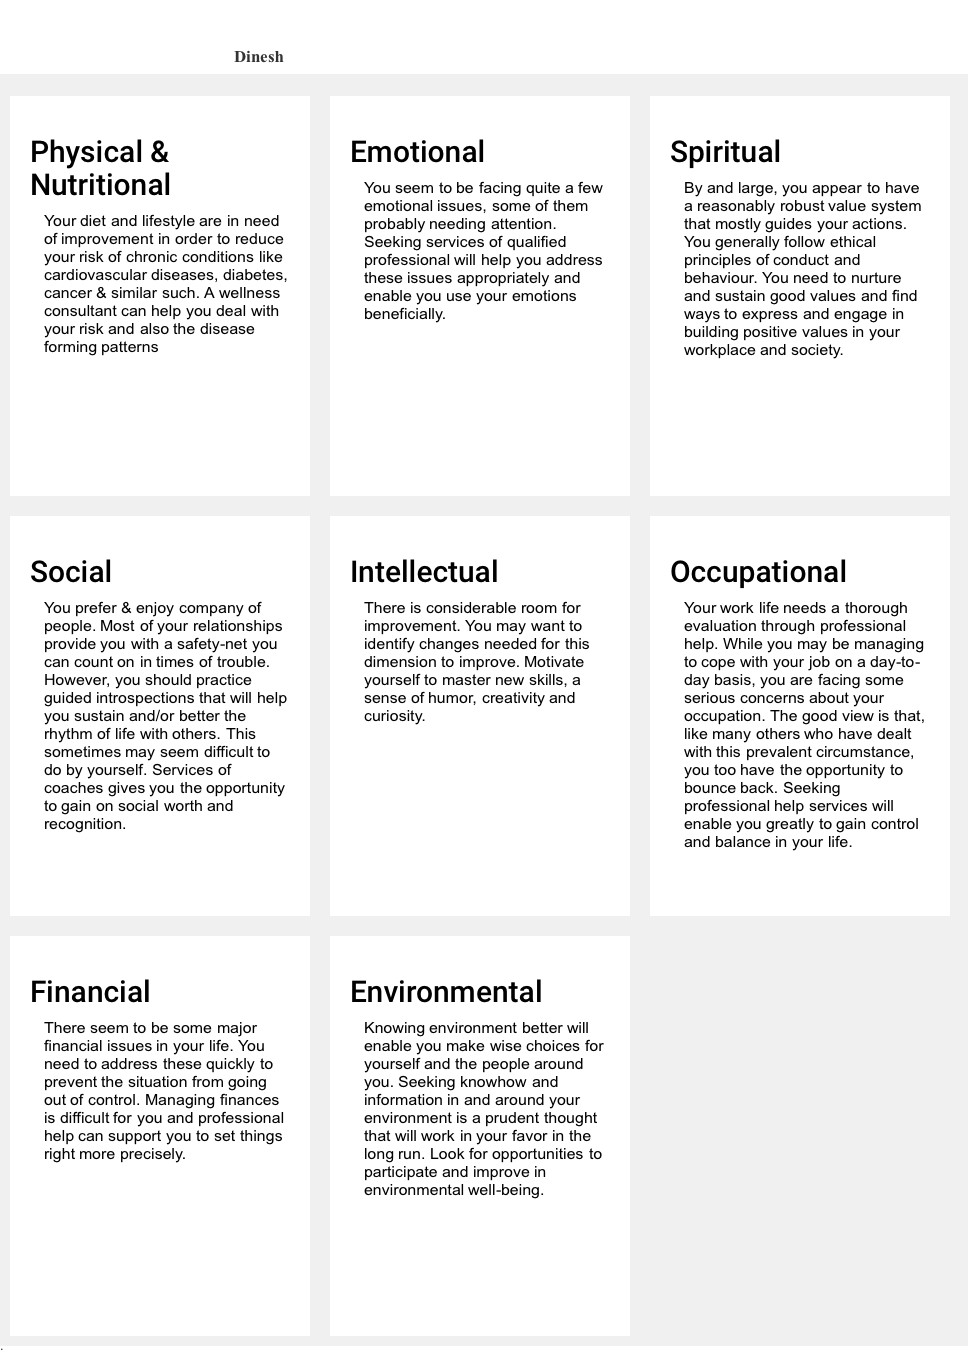 Dinesh
Physical &
Nutritional
Your diet and lifestyle are in need
of improvement in order to reduce
your risk of chronic conditions like
cardiovascular diseases, diabetes,
cancer & similar such. A wellness
consultant can help you deal with
your risk and also the disease
forming patterns
Emotional
You seem to be facing quite a few
emotional issues, some of them
probably needing attention.
Seeking services of qualified
professional will help you address
these issues appropriately and
enable you use your emotions
beneficially.
Spiritual
By and large, you appear to have
a reasonably robust value system
that mostly guides your actions.
You generally follow ethical
principles of conduct and
behaviour. You need to nurture
and sustain good values and find
ways to express and engage in
building positive values in your
workplace and society.
Social
You prefer & enjoy company of
people. Most of your relationships
provide you with a safety-net you
can count on in times of trouble.
However, you should practice
guided introspections that will help
you sustain and/or better the
rhythm of life with others. This
sometimes may seem difficult to
do by yourself. Services of
coaches gives you the opportunity
to gain on social worth and
recognition.
Intellectual
There is considerable room for
improvement. You may want to
identify changes needed for this
dimension to improve. Motivate
yourself to master new skills, a
sense of humor, creativity and
curiosity.
Occupational
Your work life needs a thorough
evaluation through professional
help. While you may be managing
to cope with your job on a day-to-
day basis, you are facing some
serious concerns about your
occupation. The good view is that,
like many others who have dealt
with this prevalent circumstance,
you too have the opportunity to
bounce back. Seeking
professional help services will
enable you greatly to gain control
and balance in your life.
Financial
There seem to be some major
financial issues in your life. You
need to address these quickly to
prevent the situation from going
out of control. Managing finances
is difficult for you and professional
help can support you to set things
right more precisely.
Environmental
Knowing environment better will
enable you make wise choices for
yourself and the people around
you. Seeking knowhow and
information in and around your
environment is a prudent thought
that will work in your favor in the
long run. Look for opportunities to
participate and improve in
environmental well-being.
.